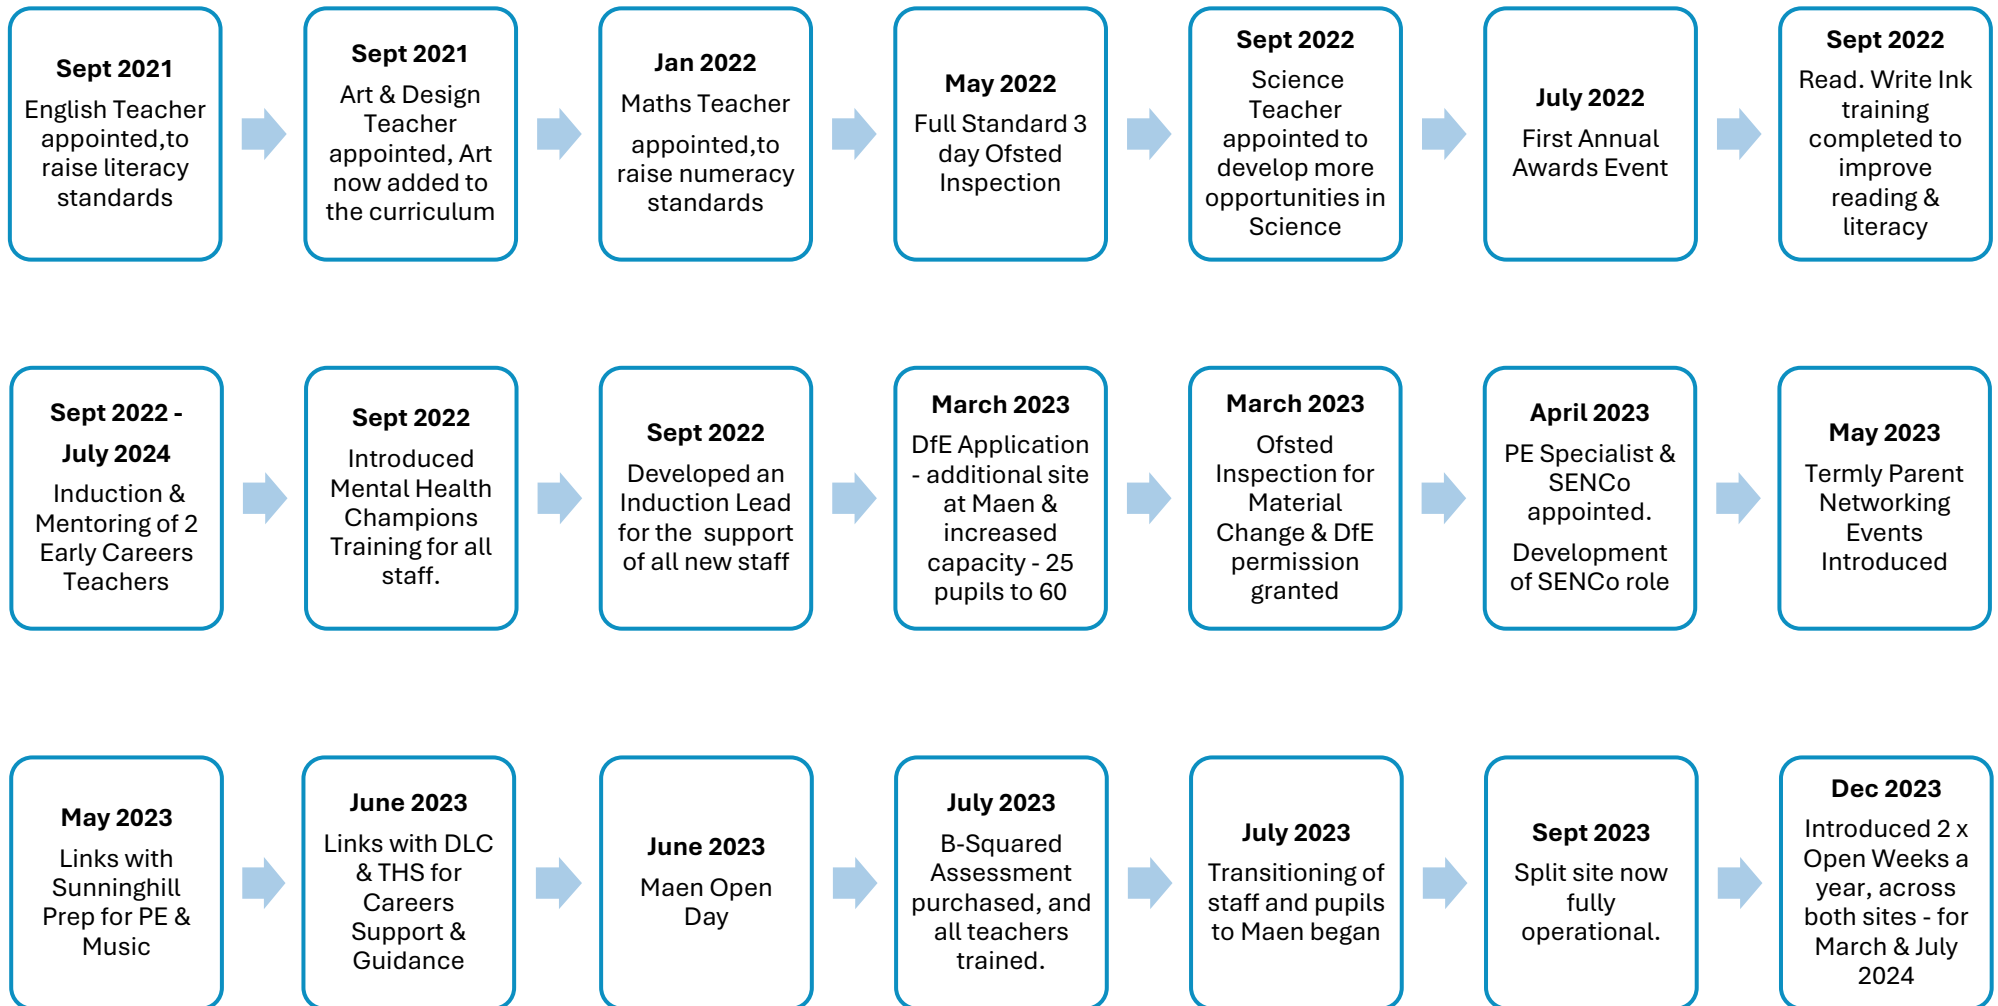 Sept 2021
English Teacher
appointed,to
raise literacy
standards
Sept 2021
Art & Design
Teacher
appointed, Art
now added to
the curriculum
Jan 2022
Maths Teacher
appointed,to
raise numeracy
standards
May 2022
Full Standard 3
day Ofsted
Inspection
Sept 2022
Science
Teacher
appointed to
develop more
opportunities in
Science
July 2022
First Annual
Awards Event
Sept 2022
Read. Write Ink
training
completed to
improve
reading &
literacy
Sept 2022 -
July 2024
Induction &
Mentoring of 2
Early Careers
Teachers
Sept 2022
Introduced
Mental Health
Champions
Training for all
staff.
Sept 2022
Developed an
Induction Lead
for the support
of all new staff
March 2023
DfE Application
- additional site
at Maen &
increased
capacity - 25
pupils to 60
March 2023
Ofsted
Inspection for
Material
Change & DfE
permission
granted
April 2023
PE Specialist &
SENCo
appointed.
Development
of SENCo role
May 2023
Termly Parent
Networking
Events
Introduced
May 2023
Links with
Sunninghill
Prep for PE &
Music
June 2023
Links with DLC
& THS for
Careers
Support &
Guidance
June 2023
Maen Open
Day
July 2023
B-Squared
Assessment
purchased, and
all teachers
trained.
July 2023
Transitioning of
staff and pupils
to Maen began
Sept 2023
Split site now
fully
operational.
Dec 2023
Introduced 2 x
Open Weeks a
year, across
both sites - for
March & July
2024